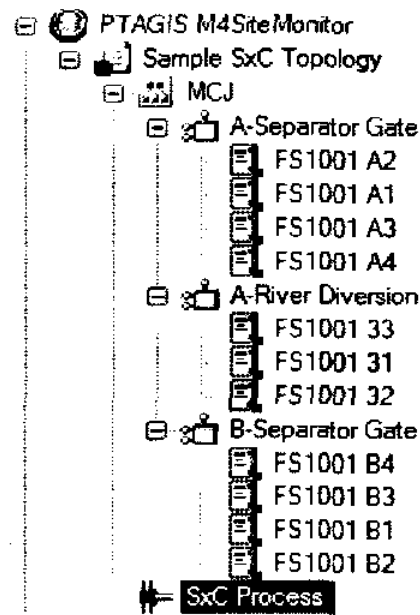 PTAGIS M4SiteMonitor
Sample SxC Topology
MCJ
A-Separator Gate
FS1001 A2
FS1001 A1
FS1001 A3
FS1001 A4
A-River Diversion
FS1001 33
FS1001 31
FS1001 32
B-Separator Gate
FS1001 B4
FS1001 B3
FS1001 B1
FS1001 B2
SxC Process